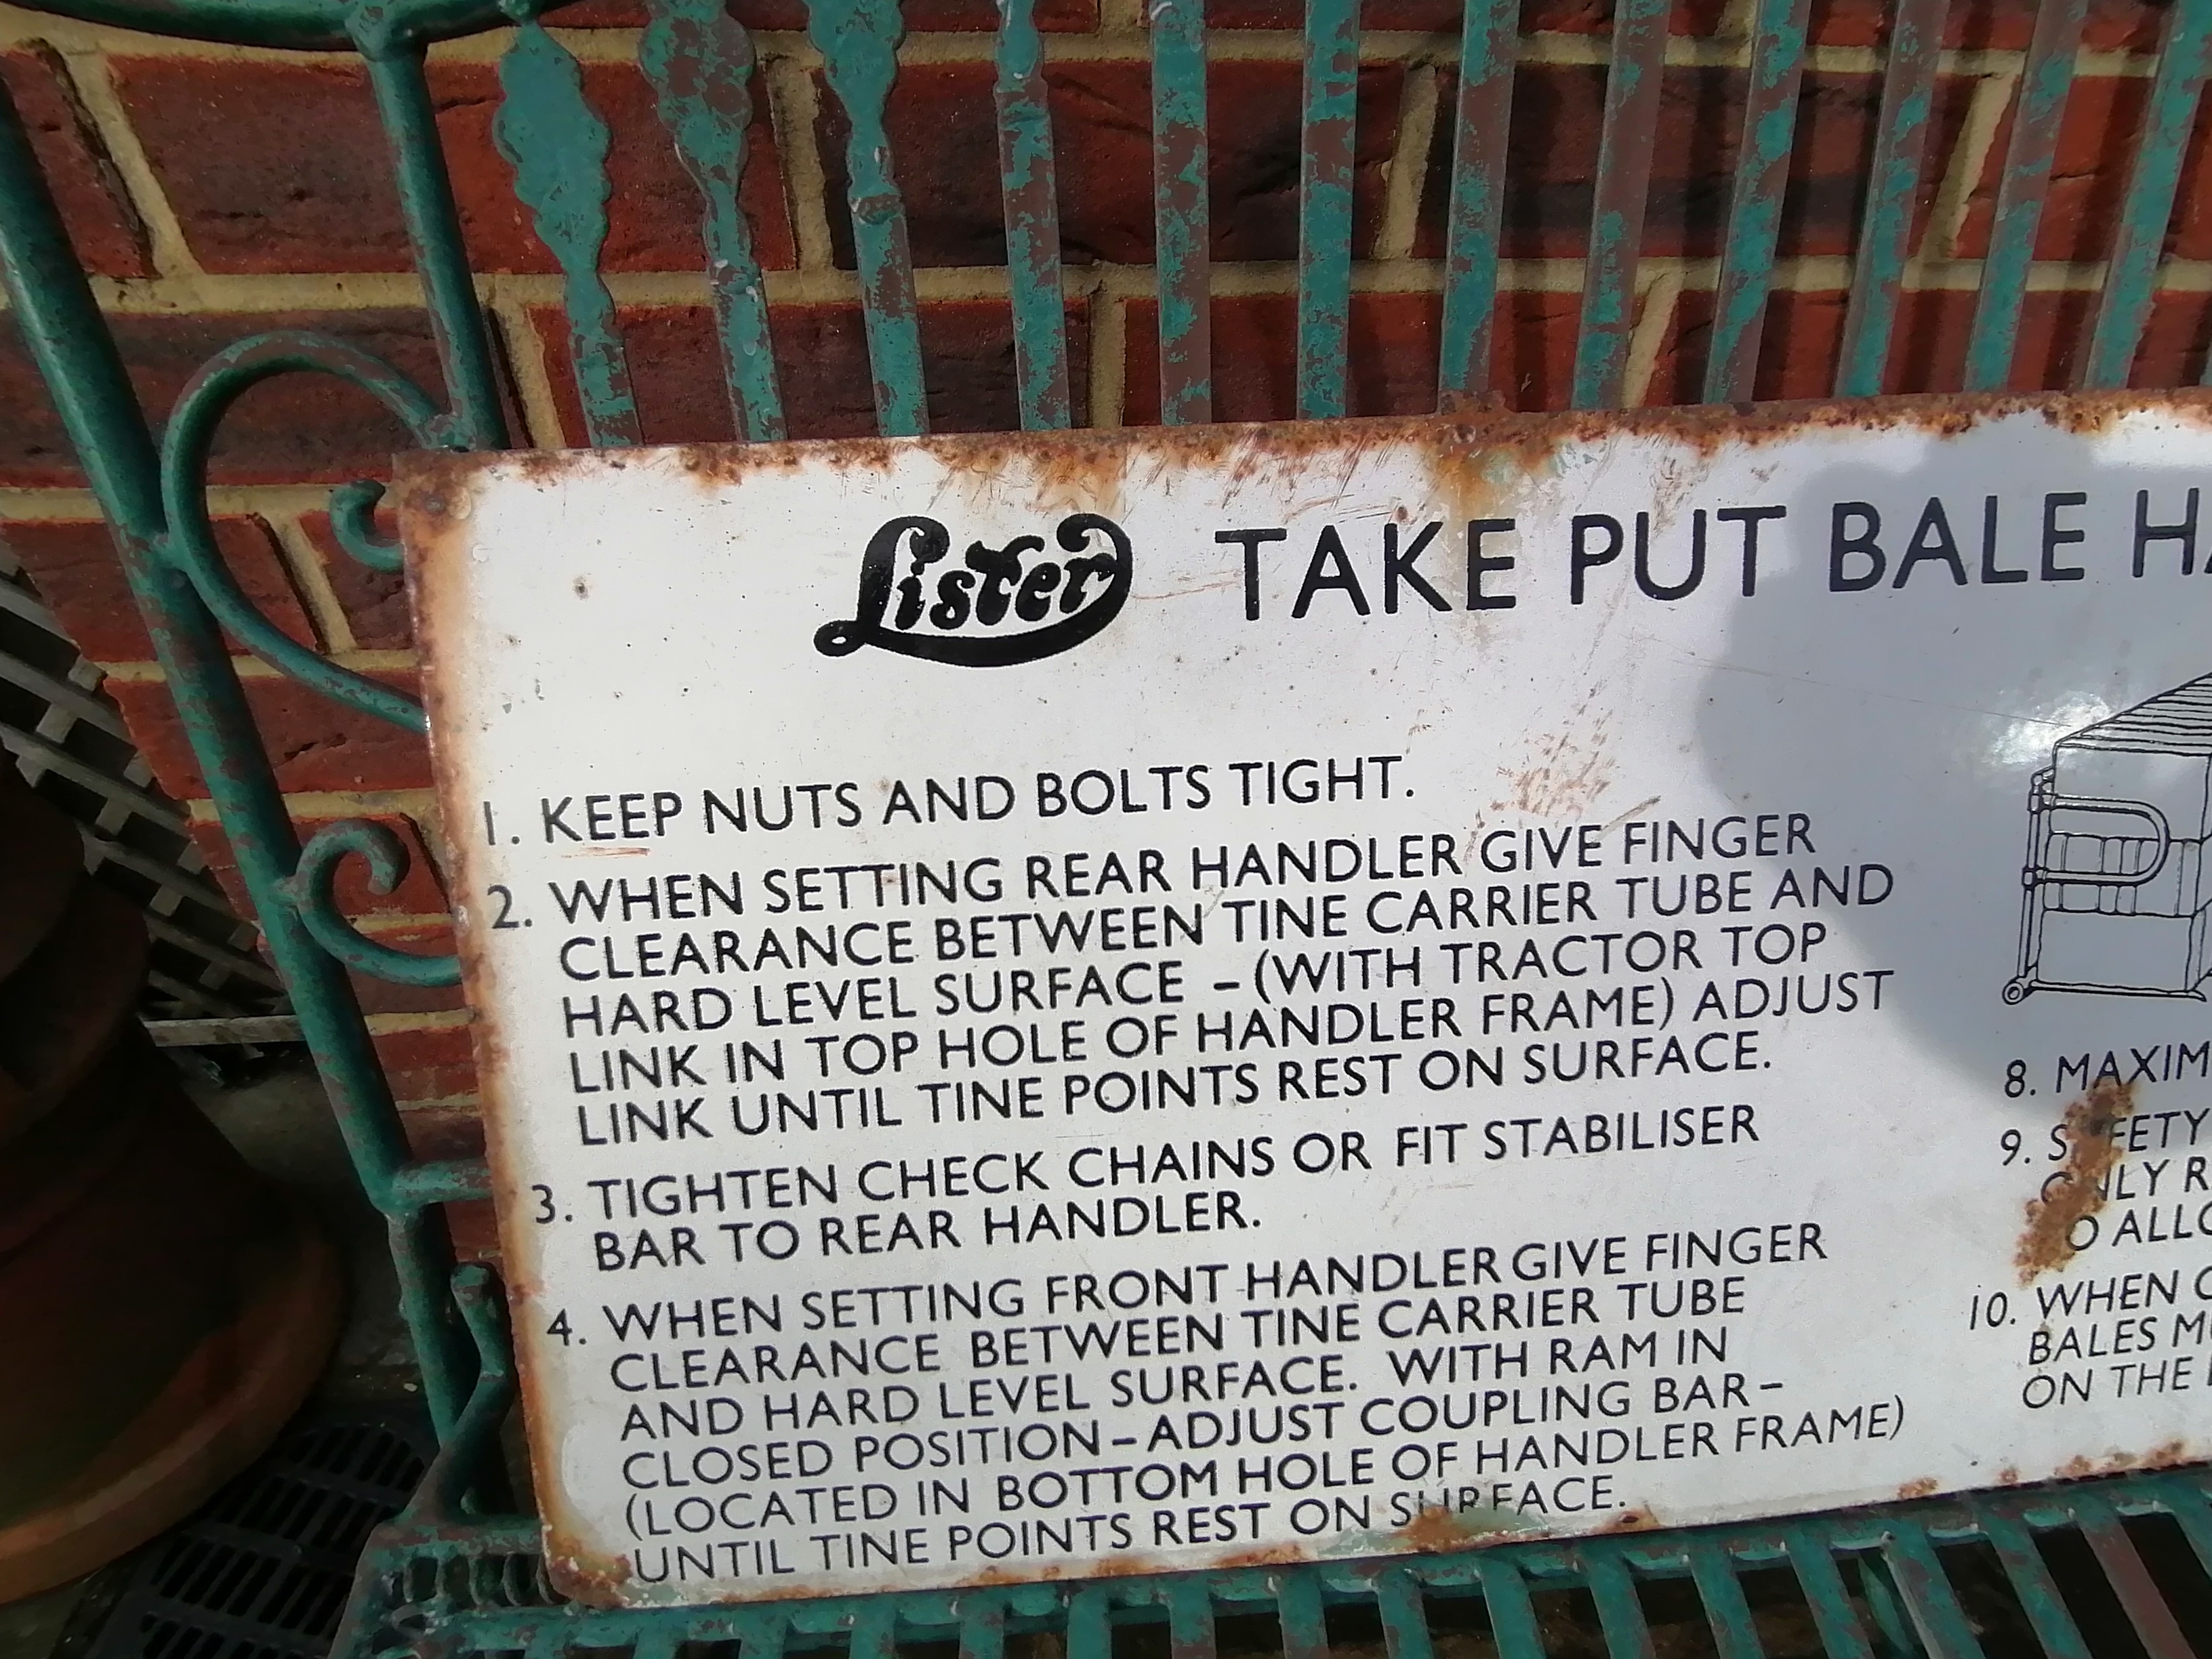 Lister TAKE PUT BALE
1. KEEP NUTS AND BOLTS TIGHT.
2. WHEN SETTING REAR HANDLER GIVE FINGER
CLEARANCE BETWEEN TINE CARRIER TUBE AND
HARD LEVEL SURFACE – (WITH TRACTOR TOP
LINK IN TOP HOLE OF HANDLER FRAME) ADJUST
LINK UNTIL TINE POINTS REST ON SURFACE.
3. TIGHTEN CHECK CHAINS OR FIT STABILISER
BAR TO REAR HANDLER.
4. WHEN SETTING FRONT HANDLER GIVE FINGER
CLEARANCE BETWEEN TINE CARRIER TUBE
AND HARD LEVEL SURFACE. WITH RAM IN
CLOSED POSITION – ADJUST COUPLING BAR –
(LOCATED IN BOTTOM HOLE OF HANDLER FRAME)
UNTIL TINE POINTS REST ON SURFACE.
8.
9. SAFETY
ONLY
10. WHEN
BALES
ON THE